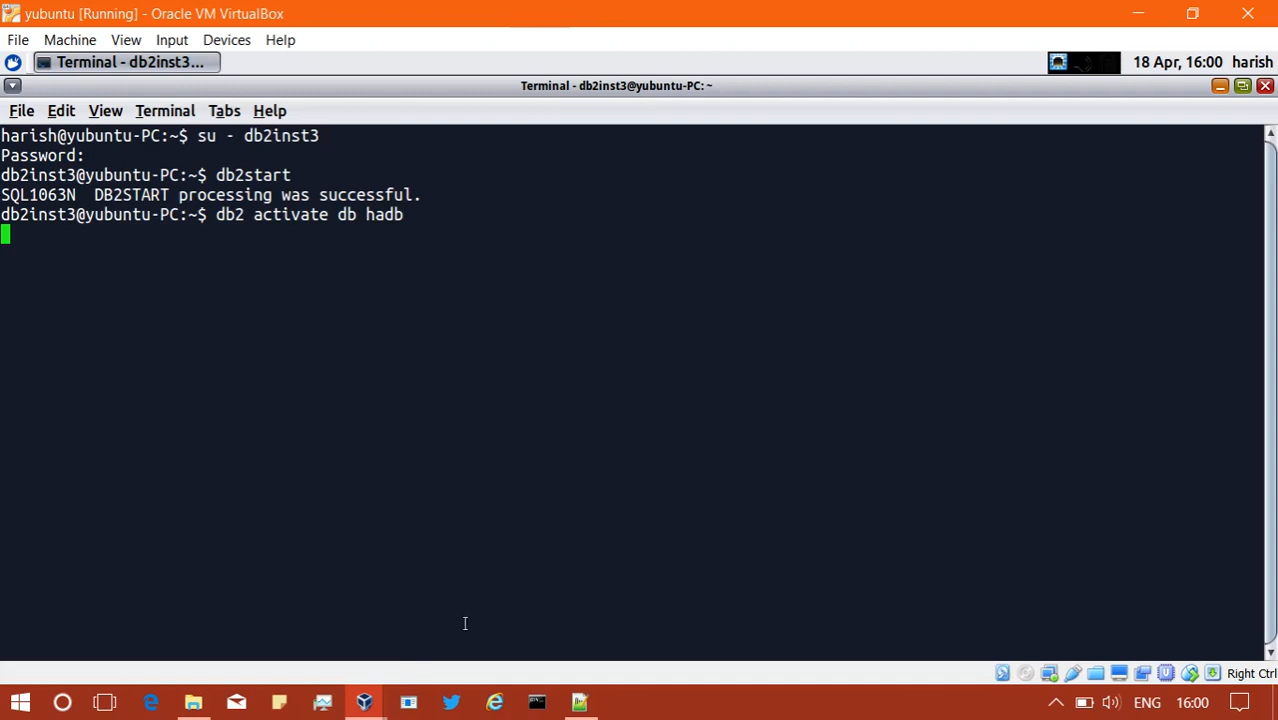 yubuntu [Running] - Oracle VM VirtualBox
File Machine View Input Devices Help
Terminal - db2inst3... 18 Apr, 16:00 harish
Terminal - db2inst3@yubuntu-PC: ~
File Edit View Terminal Tabs Help
harish@yubuntu-PC:~$ su - db2inst3
Password:
db2inst3@yubuntu-PC:~$ db2start
SQL1063N  DB2START processing was successful.
db2inst3@yubuntu-PC:~$ db2 activate db hadb
Right Ctrl
ENG 16:00